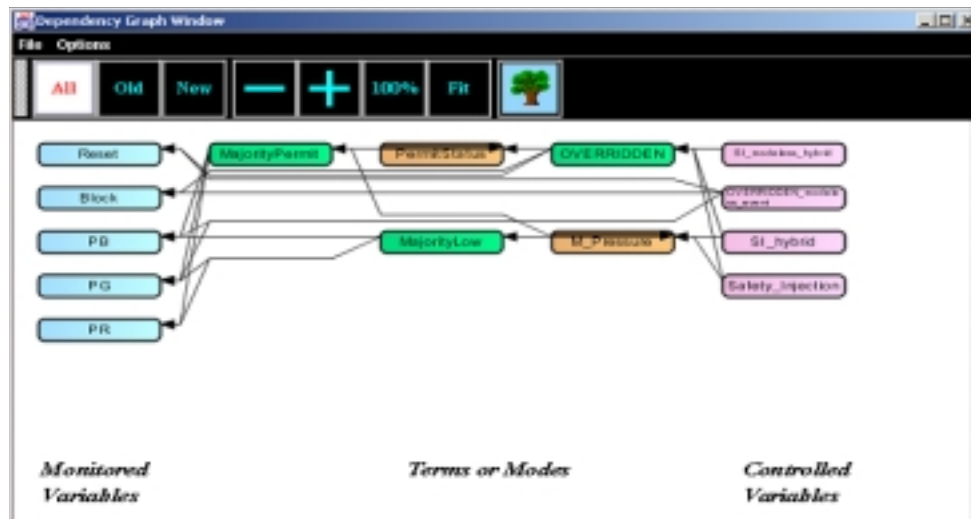 Dependency Graph Window
File Options
All Old New 100% Fit
Reset MajorityPermit PermitStatus OVERRIDDEN
Block
PB MajorityLow M_Pressure SI_hybrid
PG Safety_Injection
PR
Monitored Terms or Modes Controlled
Variables Variables